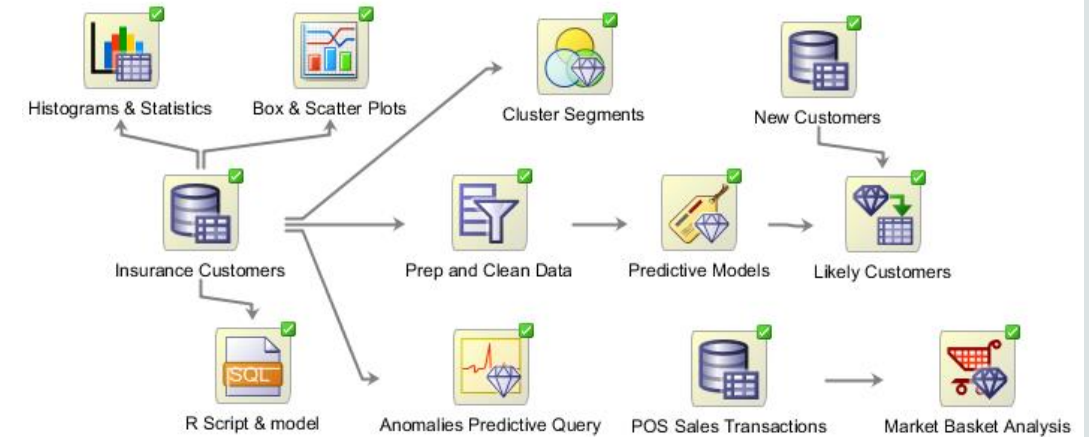 Histograms & Statistics
Box & Scatter Plots
Cluster Segments
New Customers
Insurance Customers
Prep and Clean Data
Predictive Models
Likely Customers
SQL
R Script & model
Anomalies Predictive Query
POS Sales Transactions
Market Basket Analysis